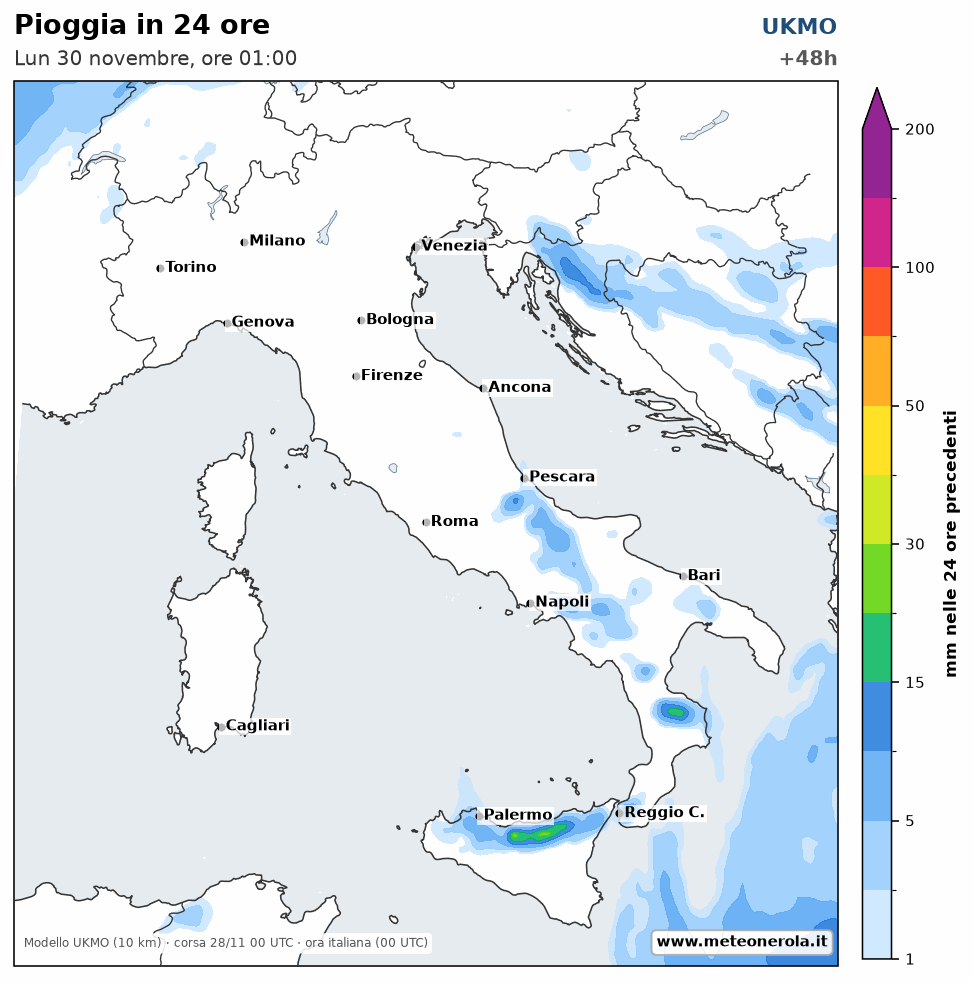 Pioggia in 24 ore
UKMO
Lun 30 novembre, ore 01:00
+48h
Milano
Venezia
Torino
Genova
Bologna
Firenze
Ancona
Pescara
Roma
Bari
Napoli
Cagliari
Palermo
Reggio C.
200
100
50
30
15
5
1
mm nelle 24 ore precedenti
Modello UKMO (10 km) · corsa 28/11 00 UTC · ora italiana (00 UTC)
www.meteonerola.it